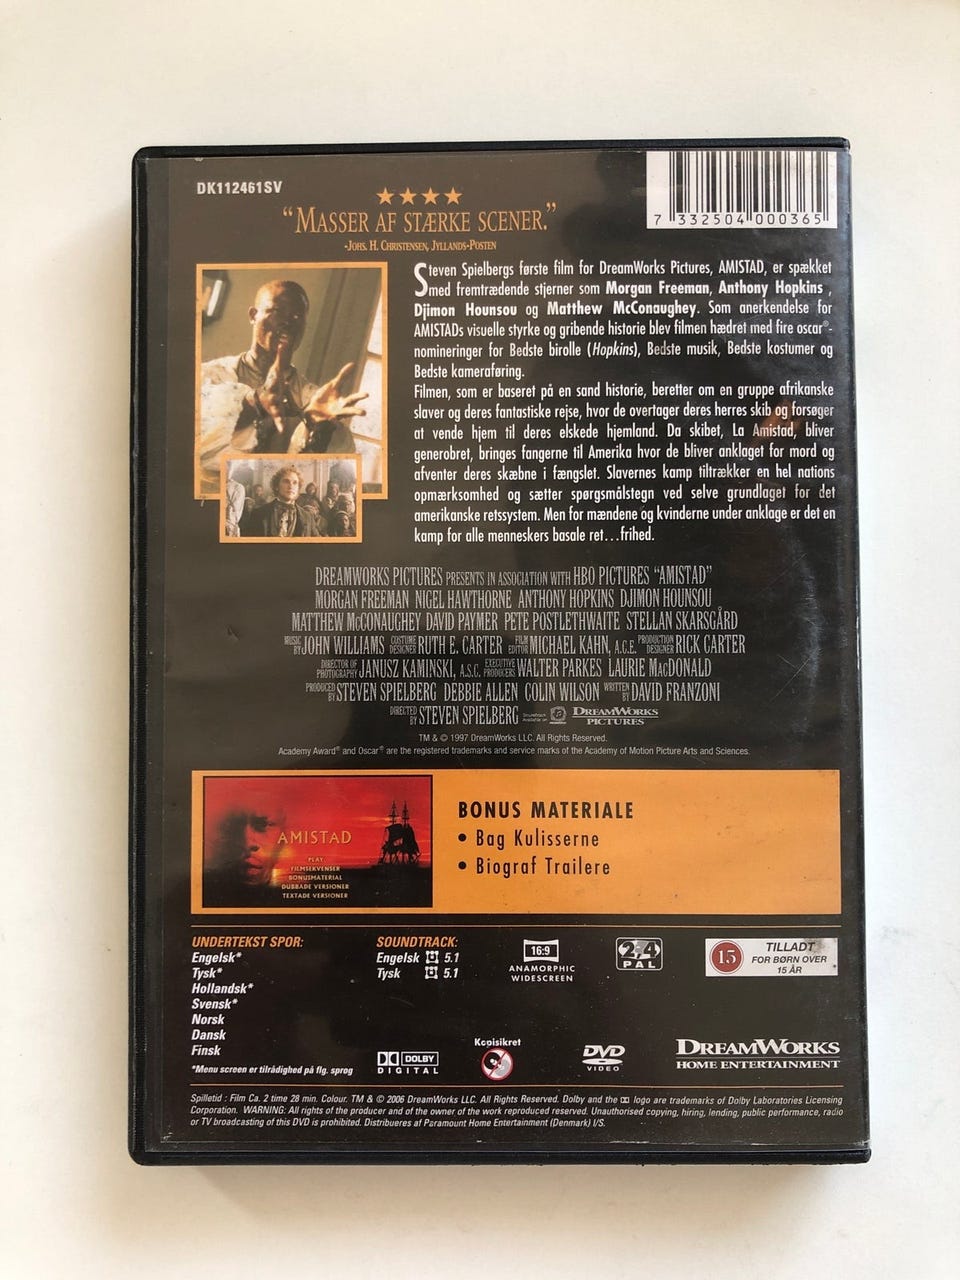 DK112461SV
7 332504 000365
★★★★
“MASSER AF STÆRKE SCENER.”
-JOHS. H. CHRISTENSEN, JYLLANDS-POSTEN
Steven Spielbergs første film for DreamWorks Pictures, AMISTAD, er spækket
med fremtrædende stjerner som Morgan Freeman, Anthony Hopkins ,
Djimon Hounsou og Matthew McConaughey. Som anerkendelse for
AMISTADs visuelle styrke og gribende historie blev filmen hædret med fire oscar®-
nomineringer for Bedste birolle (Hopkins), Bedste musik, Bedste kostumer og
Bedste kameraføring.
Filmen, som er baseret på en sand historie, beretter om en gruppe afrikanske
slaver og deres fantastiske rejse, hvor de overtager deres herres skib og forsøger
at vende hjem til deres elskede hjemland. Da skibet, La Amistad, bliver
generobret, bringes fangerne til Amerika hvor de bliver anklaget for mord og
afventer deres skæbne i fængslet. Slavernes kamp tiltrækker en hel nations
opmærksomhed og sætter spørgsmålstegn ved selve grundlaget for det
amerikanske retssystem. Men for mændene og kvinderne under anklage er det en
kamp for alle menneskers basale ret...frihed.
DREAMWORKS PICTURES PRESENTS IN ASSOCIATION WITH HBO PICTURES “AMISTAD”
MORGAN FREEMAN NIGEL HAWTHORNE ANTHONY HOPKINS DJIMON HOUNSOU
MATTHEW McCONAUGHEY DAVID PAYMER PETE POSTLETHWAITE STELLAN SKARSGÅRD
MUSIC BY JOHN WILLIAMS COSTUME DESIGNER RUTH E. CARTER FILM EDITOR MICHAEL KAHN, A.C.E. PRODUCTION DESIGNER RICK CARTER
DIRECTOR OF PHOTOGRAPHY JANUSZ KAMINSKI, A.S.C. EXECUTIVE PRODUCERS WALTER PARKES LAURIE MacDONALD
PRODUCED BY STEVEN SPIELBERG DEBBIE ALLEN COLIN WILSON WRITTEN BY DAVID FRANZONI
DIRECTED BY STEVEN SPIELBERG Soundtrack Available on DREAMWORKS PICTURES
TM & © 1997 DreamWorks LLC. All Rights Reserved.
Academy Award® and Oscar® are the registered trademarks and service marks of the Academy of Motion Picture Arts and Sciences.
AMISTAD
PLAY
FILMSEKVENSER
BONUSMATERIAL
DUBBADE VERSIONER
TEXTADE VERSIONER
BONUS MATERIALE
• Bag Kulisserne
• Biograf Trailere
UNDERTEKST SPOR:
Engelsk*
Tysk*
Hollandsk*
Svensk*
Norsk
Dansk
Finsk
*Menu screen er tilrådighed på flg. sprog
SOUNDTRACK:
Engelsk 5.1
Tysk 5.1
16:9
ANAMORPHIC
WIDESCREEN
2 4
PAL
15
TILLADT
FOR BØRN OVER
15 ÅR
DOLBY
DIGITAL
Kopisikret
DVD
VIDEO
DREAMWORKS
HOME ENTERTAINMENT
Spilletid : Film Ca. 2 time 28 min. Colour. TM & © 2006 DreamWorks LLC. All Rights Reserved. Dolby and the logo are trademarks of Dolby Laboratories Licensing
Corporation. WARNING: All rights of the producer and of the owner of the work reproduced reserved. Unauthorised copying, hiring, lending, public performance, radio
or TV broadcasting of this DVD is prohibited. Distribueres af Paramount Home Entertainment (Denmark) I/S.